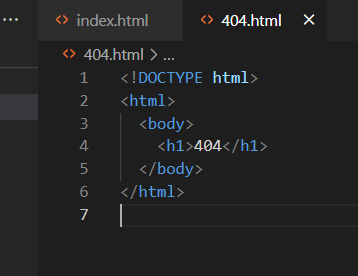 ...
<> index.html
<> 404.html ×
<> 404.html > ...
1 <!DOCTYPE html>
2 <html>
3   <body>
4     <h1>404</h1>
5   </body>
6 </html>
7